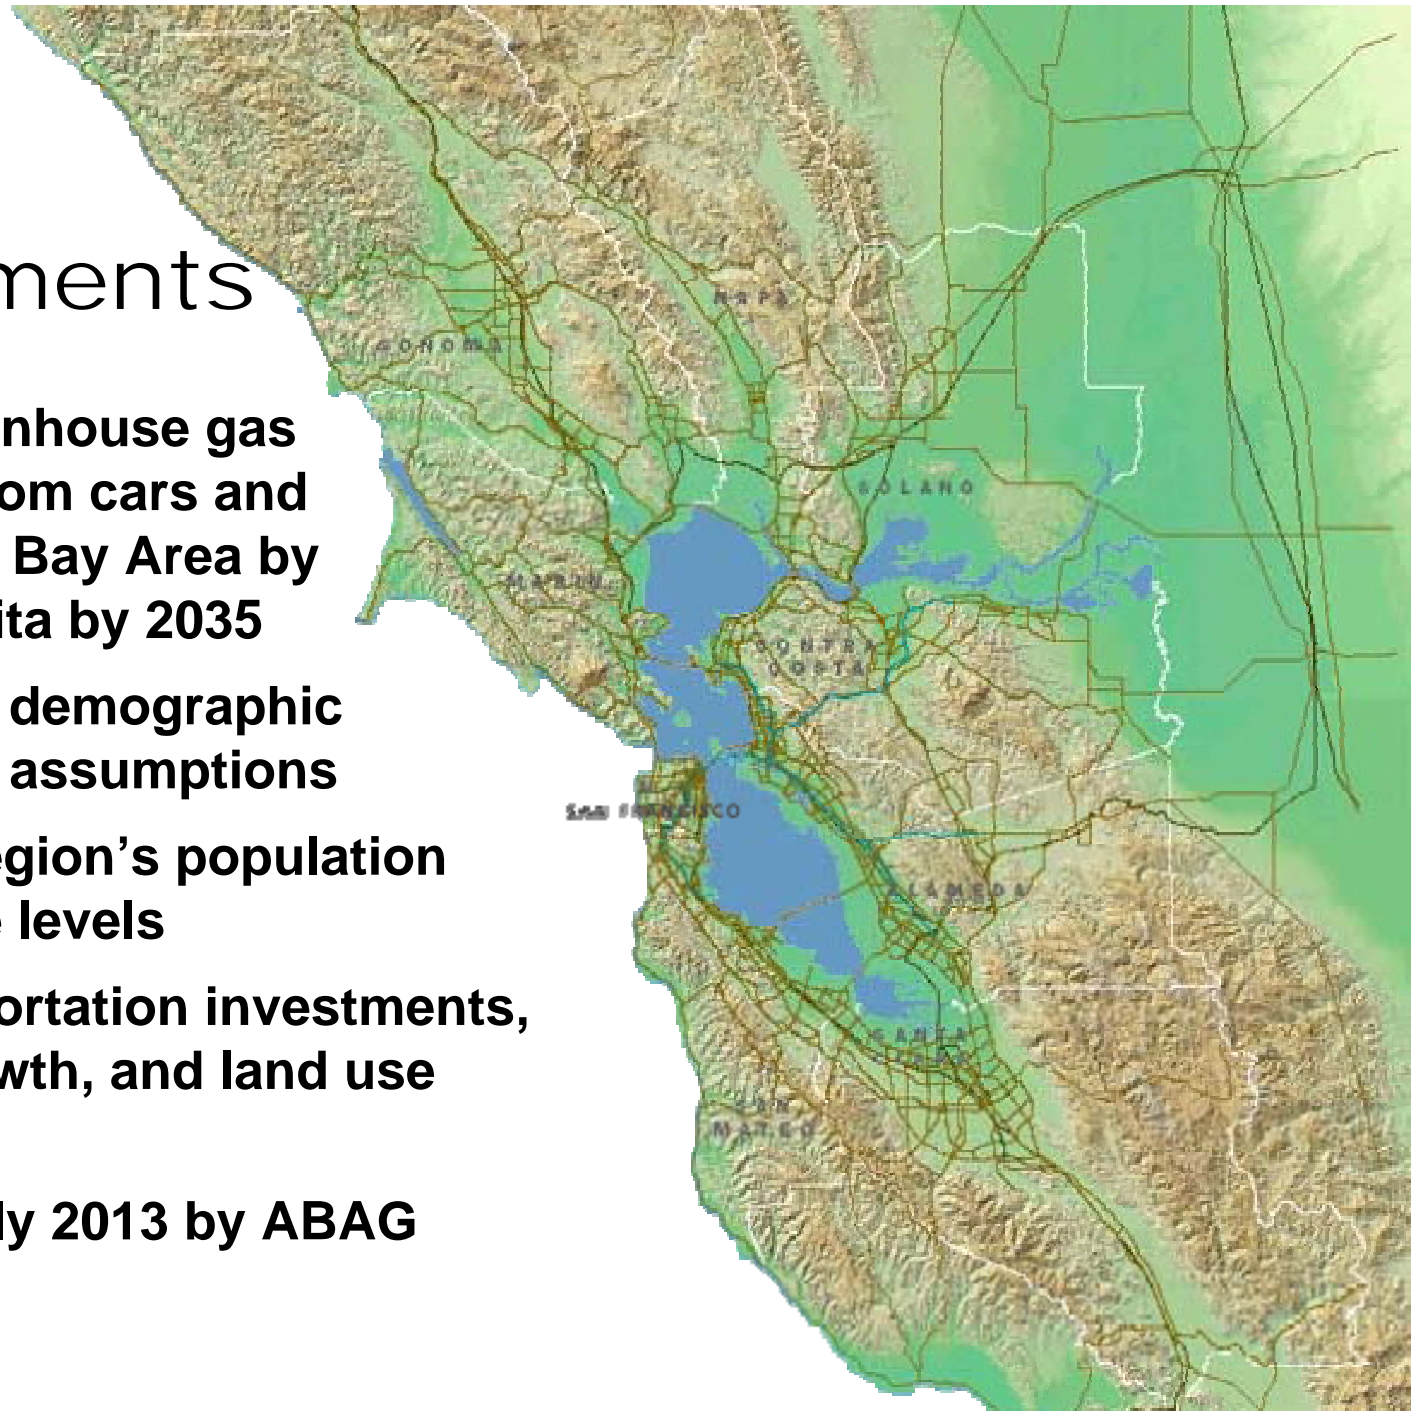 ments
nhouse gas
om cars and
Bay Area by
ita by 2035
demographic
assumptions
egion’s population
e levels
ortation investments,
wth, and land use
ly 2013 by ABAG
NAPA
SONOMA
SOLANO
MARIN
CONTRA
COSTA
SAN FRANCISCO
ALAMEDA
SANTA
SAN
MATEO